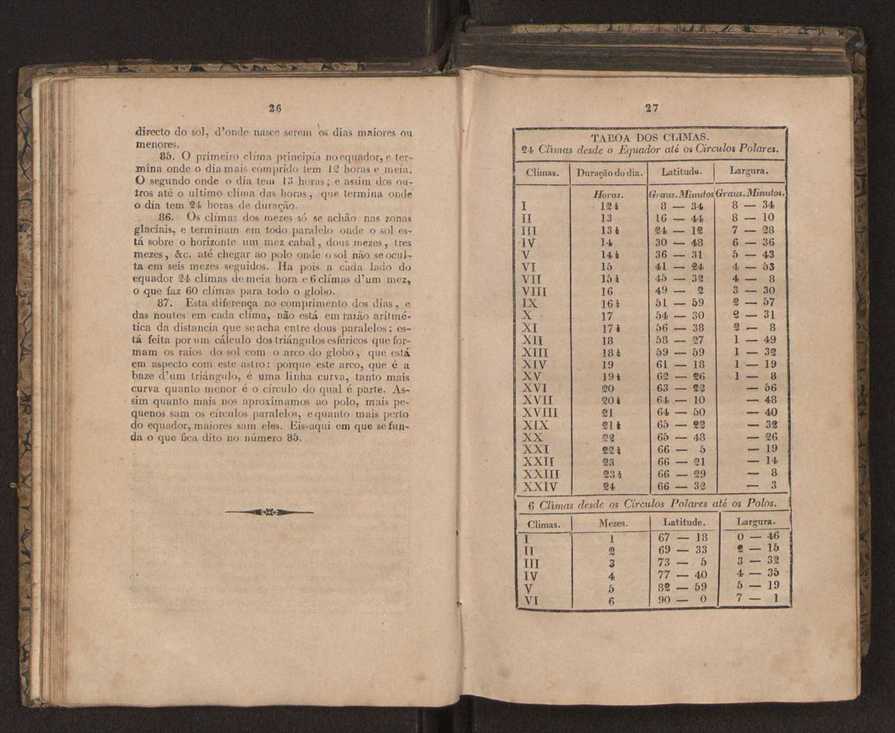 26
directo do sol, d'onde nasce serem os dias maiores ou
menores.
85. O primeiro clima principia no equador, e ter-
mina onde o dia mais comprido tem 12 horas e meia.
O segundo onde o dia tem 13 horas; e assim dos ou-
tros até o ultimo clima das horas, que termina onde
o dia tem 24 horas de duração.
86. Os climas dos mezes só se achão nas zonas
glaciais, e terminam em todo paralelo onde o sol es-
tá sobre o horizonte um mez cabal, dous mezes, tres
mezes, &c. até chegar ao polo onde o sol não se ocul-
ta em seis mezes seguidos. Ha pois a cada lado do
equador 24 climas de meia hora e 6 climas d'um mez,
o que faz 60 climas para todo o globo.
87. Esta diferença no comprimento dos dias, e
das noutes em cada clima, não está em razão aritmé-
tica da distancia que se acha entre dous paralelos: es-
tá feita por um cálculo dos triángulos esféricos que for-
mam os raios do sol com o arco do globo, que está
em aspecto com este astro: porque este arco, que é a
baze d'um triángulo, é uma linha curva, tanto mais
curva quanto menor é o círculo do qual é parte. As-
sim quanto mais nos aproximamos ao polo, mais pe-
quenos sam os círculos paralelos, e quanto mais perto
do equador, maiores sam eles. Eis-aqui em que se fun-
da o que fica dito no número 85.
27
TABOA DOS CLIMAS.
24 Climas desde o Equador até os Circulos Polares.
Climas. Duração do dia. Latitude. Largura.
Horas. Graus. Minutos Graus. Minutos.
I 12½ 8 — 34 8 — 34
II 13 16 — 44 8 — 10
III 13½ 24 — 12 7 — 28
IV 14 30 — 48 6 — 36
V 14½ 36 — 31 5 — 43
VI 15 41 — 24 4 — 53
VII 15½ 45 — 32 4 — 8
VIII 16 49 — 2 3 — 30
IX 16½ 51 — 59 2 — 57
X 17 54 — 30 2 — 31
XI 17½ 56 — 38 2 — 8
XII 18 58 — 27 1 — 49
XIII 18½ 59 — 59 1 — 32
XIV 19 61 — 18 1 — 19
XV 19½ 62 — 26 1 — 8
XVI 20 63 — 22 — 56
XVII 20½ 64 — 10 — 48
XVIII 21 64 — 50 — 40
XIX 21½ 65 — 22 — 32
XX 22 65 — 48 — 26
XXI 22½ 66 — 5 — 19
XXII 23 66 — 21 — 14
XXIII 23½ 66 — 29 — 8
XXIV 24 66 — 32 — 3
6 Climas desde os Circulos Polares até os Polos.
Climas. Mezes. Latitude. Largura.
I 1 67 — 18 0 — 46
II 2 69 — 33 2 — 15
III 3 73 — 5 3 — 32
IV 4 77 — 40 4 — 35
V 5 82 — 59 5 — 19
VI 6 90 — 0 7 — 1